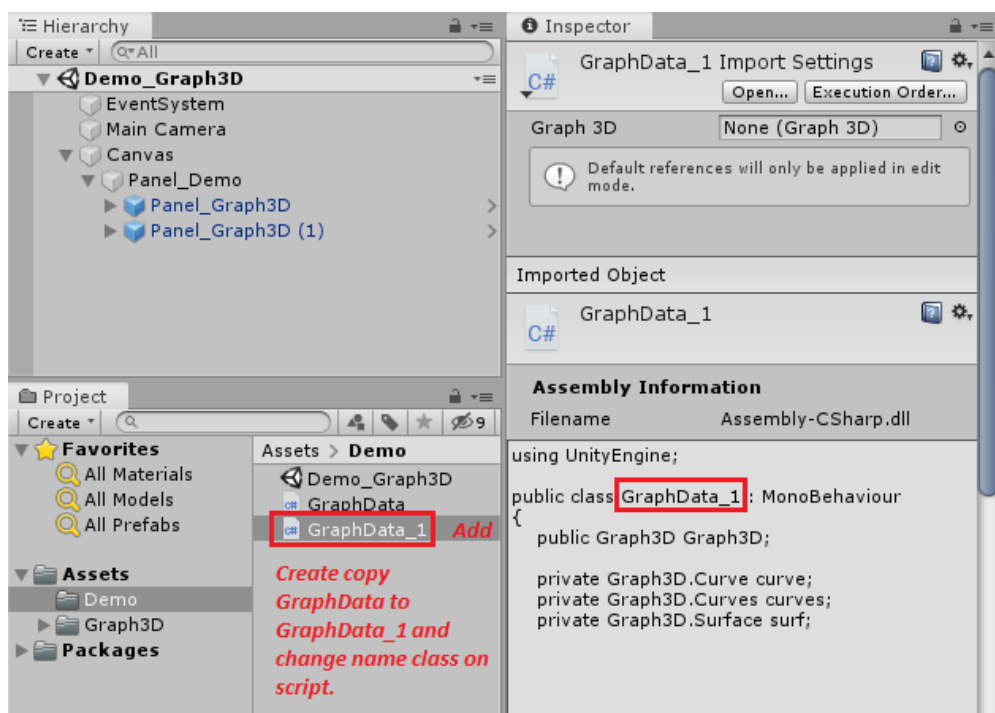 Hierarchy
Create
All
Demo_Graph3D
EventSystem
Main Camera
Canvas
Panel_Demo
Panel_Graph3D
Panel_Graph3D (1)
Project
Create
9
Favorites
All Materials
All Models
All Prefabs
Assets
Demo
Graph3D
Packages
Assets > Demo
Demo_Graph3D
GraphData
GraphData_1 Add
Create copy
GraphData to
GraphData_1 and
change name class on
script.
Inspector
GraphData_1 Import Settings
C#
Open... Execution Order...
Graph 3D None (Graph 3D)
Default references will only be applied in edit
mode.
Imported Object
GraphData_1
C#
Assembly Information
Filename Assembly-CSharp.dll
using UnityEngine;
public class GraphData_1 : MonoBehaviour
{
public Graph3D Graph3D;
private Graph3D.Curve curve;
private Graph3D.Curves curves;
private Graph3D.Surface surf;